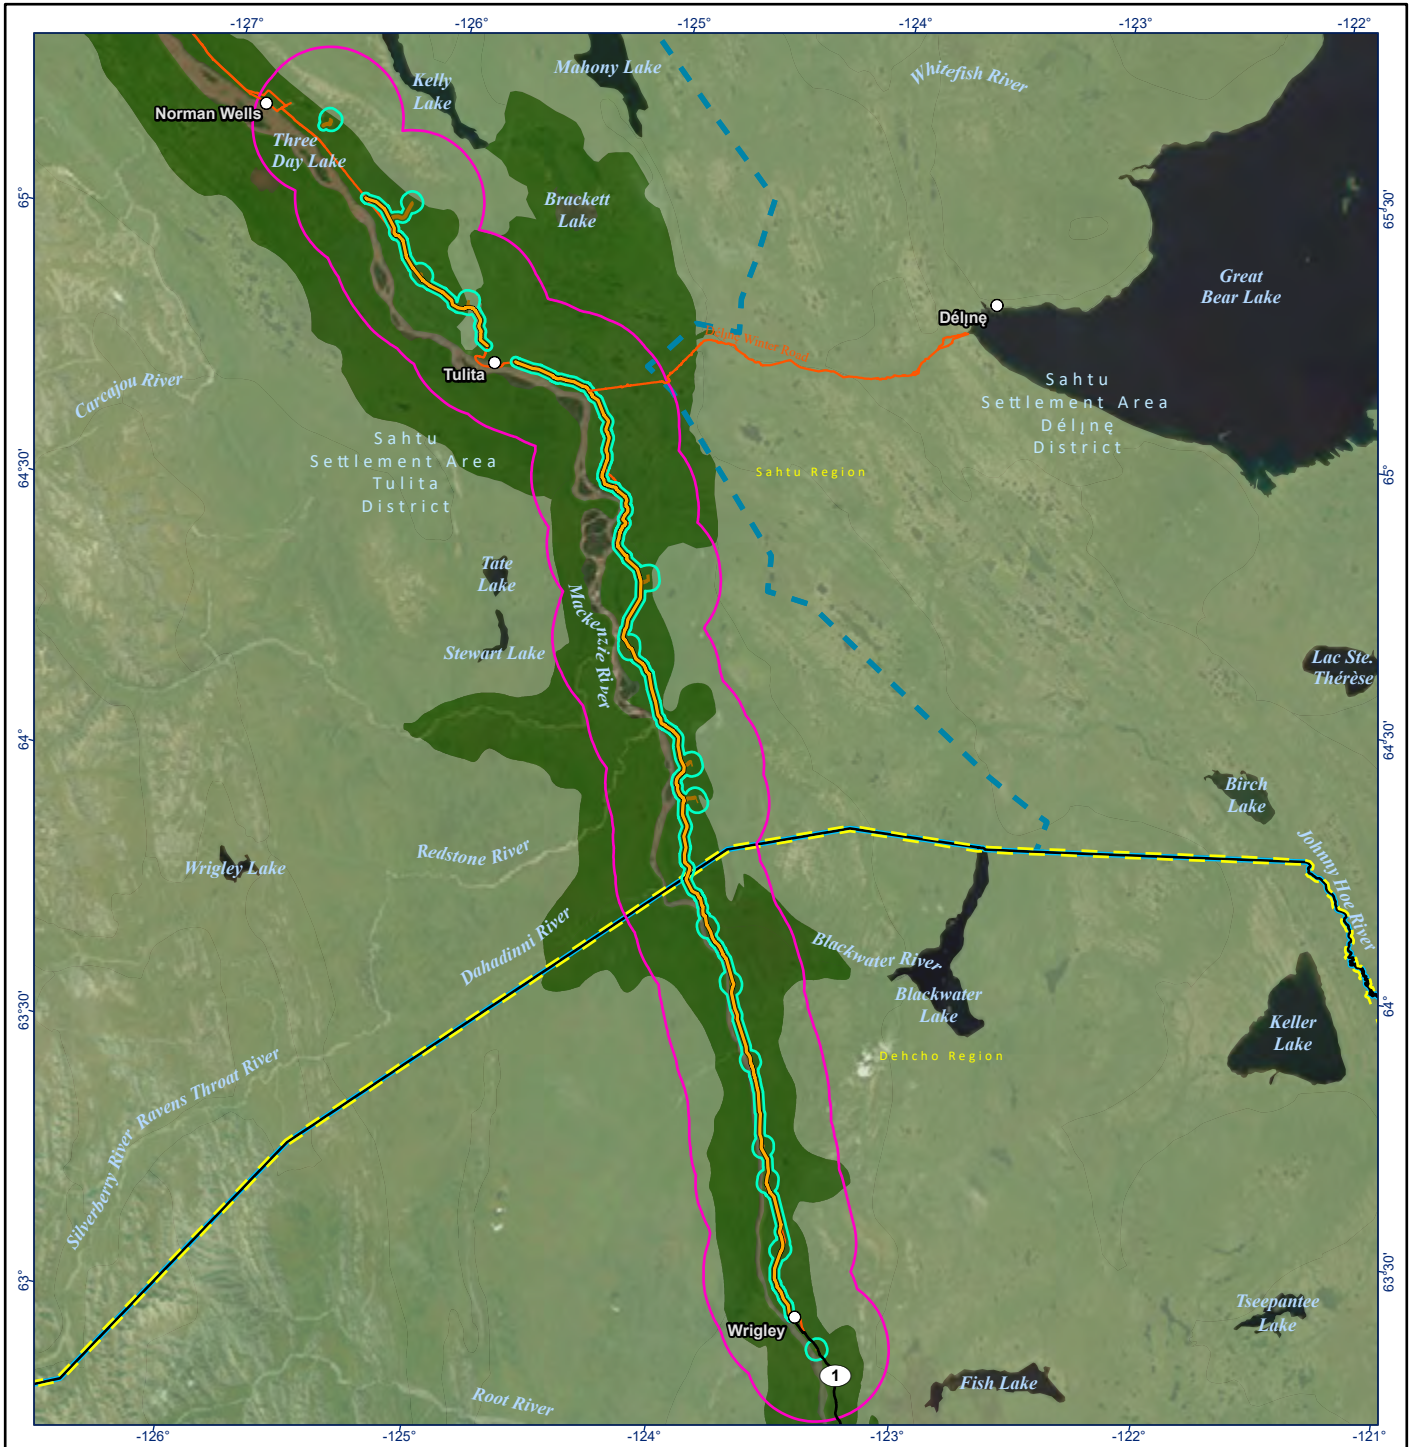 -127°
-126°
-125°
-124°
-123°
-122°
Kelly
Lake
Mahony Lake
Whitefish River
Norman Wells
Three
Day Lake
65°
65°30'
Brackett
Lake
Great
Bear Lake
Délı̨nę
Délı̨nę Winter Road
Tulita
Carcajou River
Sahtu
Settlement Area
Délı̨nę
District
Sahtu
Settlement Area
Tulita
District
Sahtu Region
64°30'
65°
Tate
Lake
Mackenzie River
Stewart Lake
Lac Ste.
Thérèse
64°
64°30'
Birch
Lake
Redstone River
Wrigley Lake
Johnny Hoe River
Dahadinni River
Blackwater River
Blackwater
Lake
63°30'
64°
Keller
Lake
Dehcho Region
Ravens Throat River
Silverberry River
63°
63°30'
Tseepantee
Lake
Wrigley
1
Fish Lake
Root River
-126°
-125°
-124°
-123°
-122°
-121°